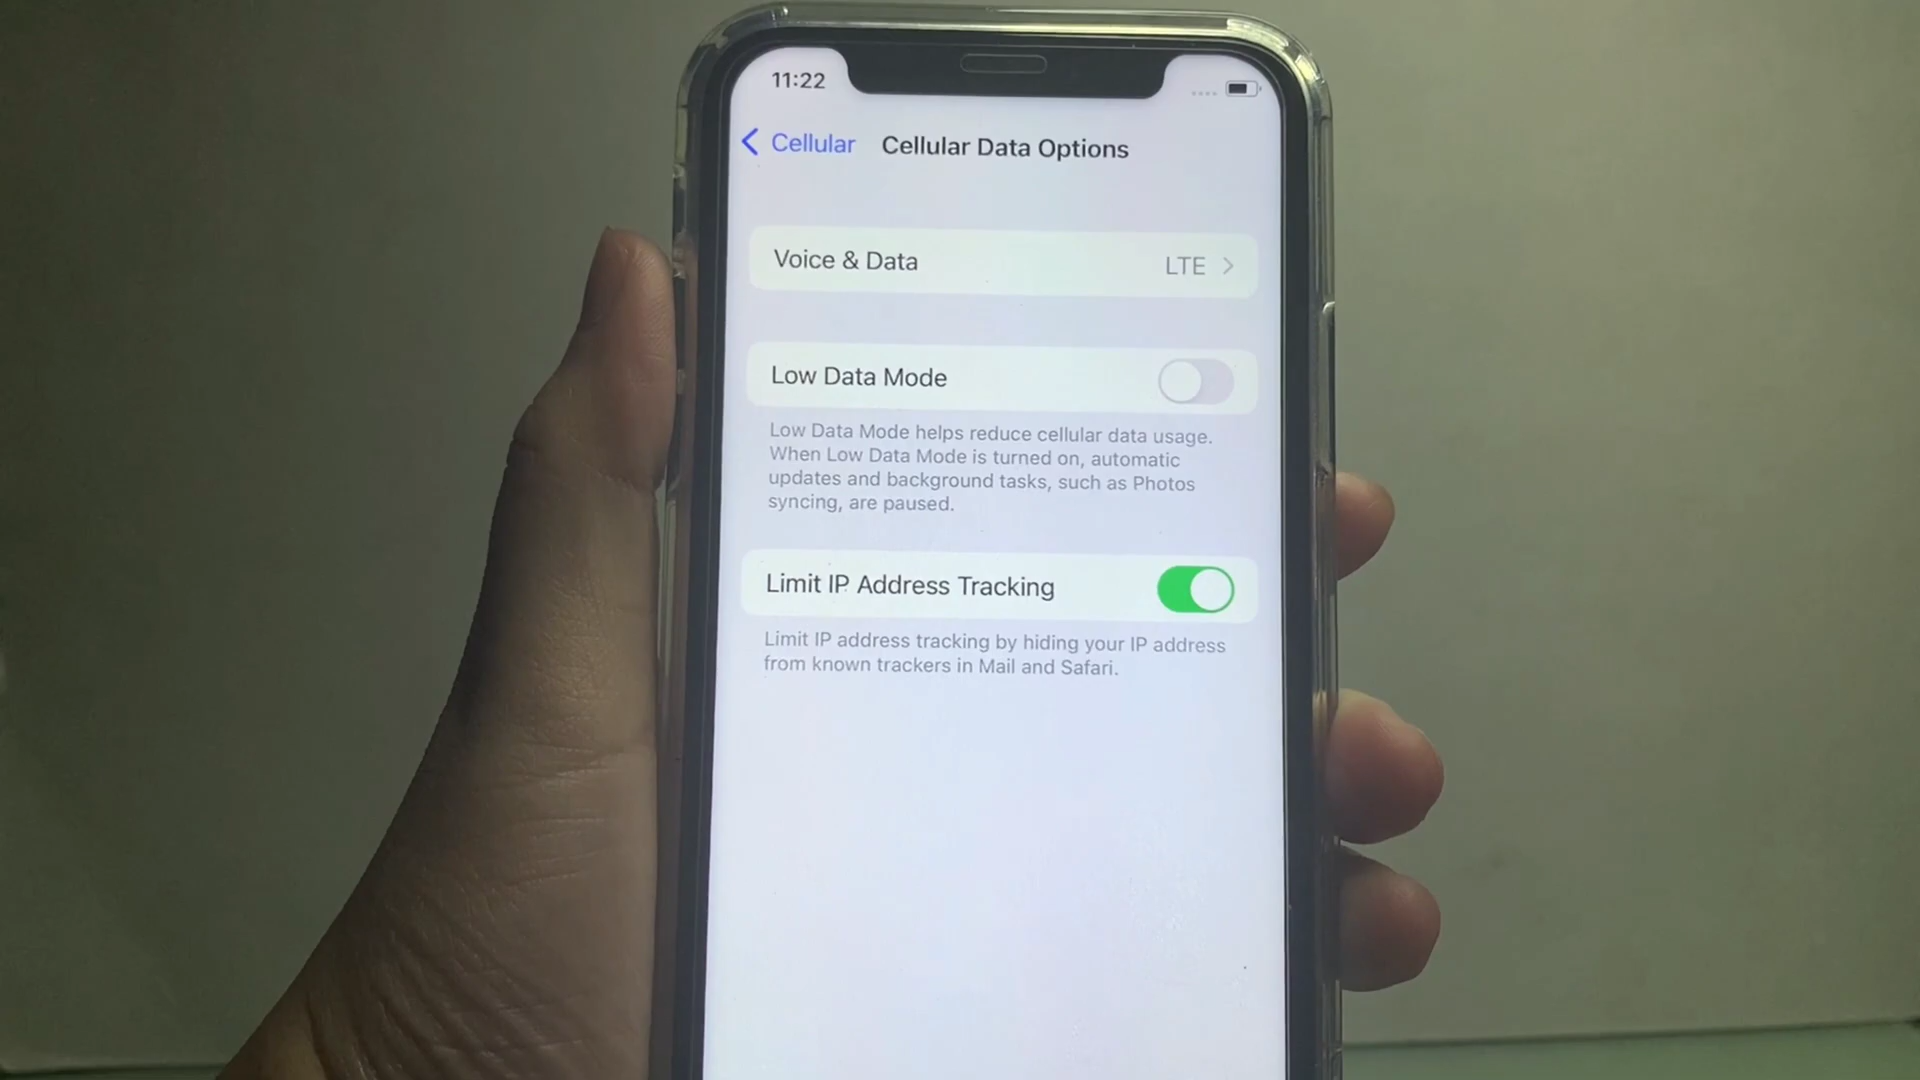 11:22
Cellular
Cellular Data Options
Voice & Data
LTE
Low Data Mode
Low Data Mode helps reduce cellular data usage.
When Low Data Mode is turned on, automatic
updates and background tasks, such as Photos
syncing, are paused.
Limit IP Address Tracking
Limit IP address tracking by hiding your IP address
from known trackers in Mail and Safari.